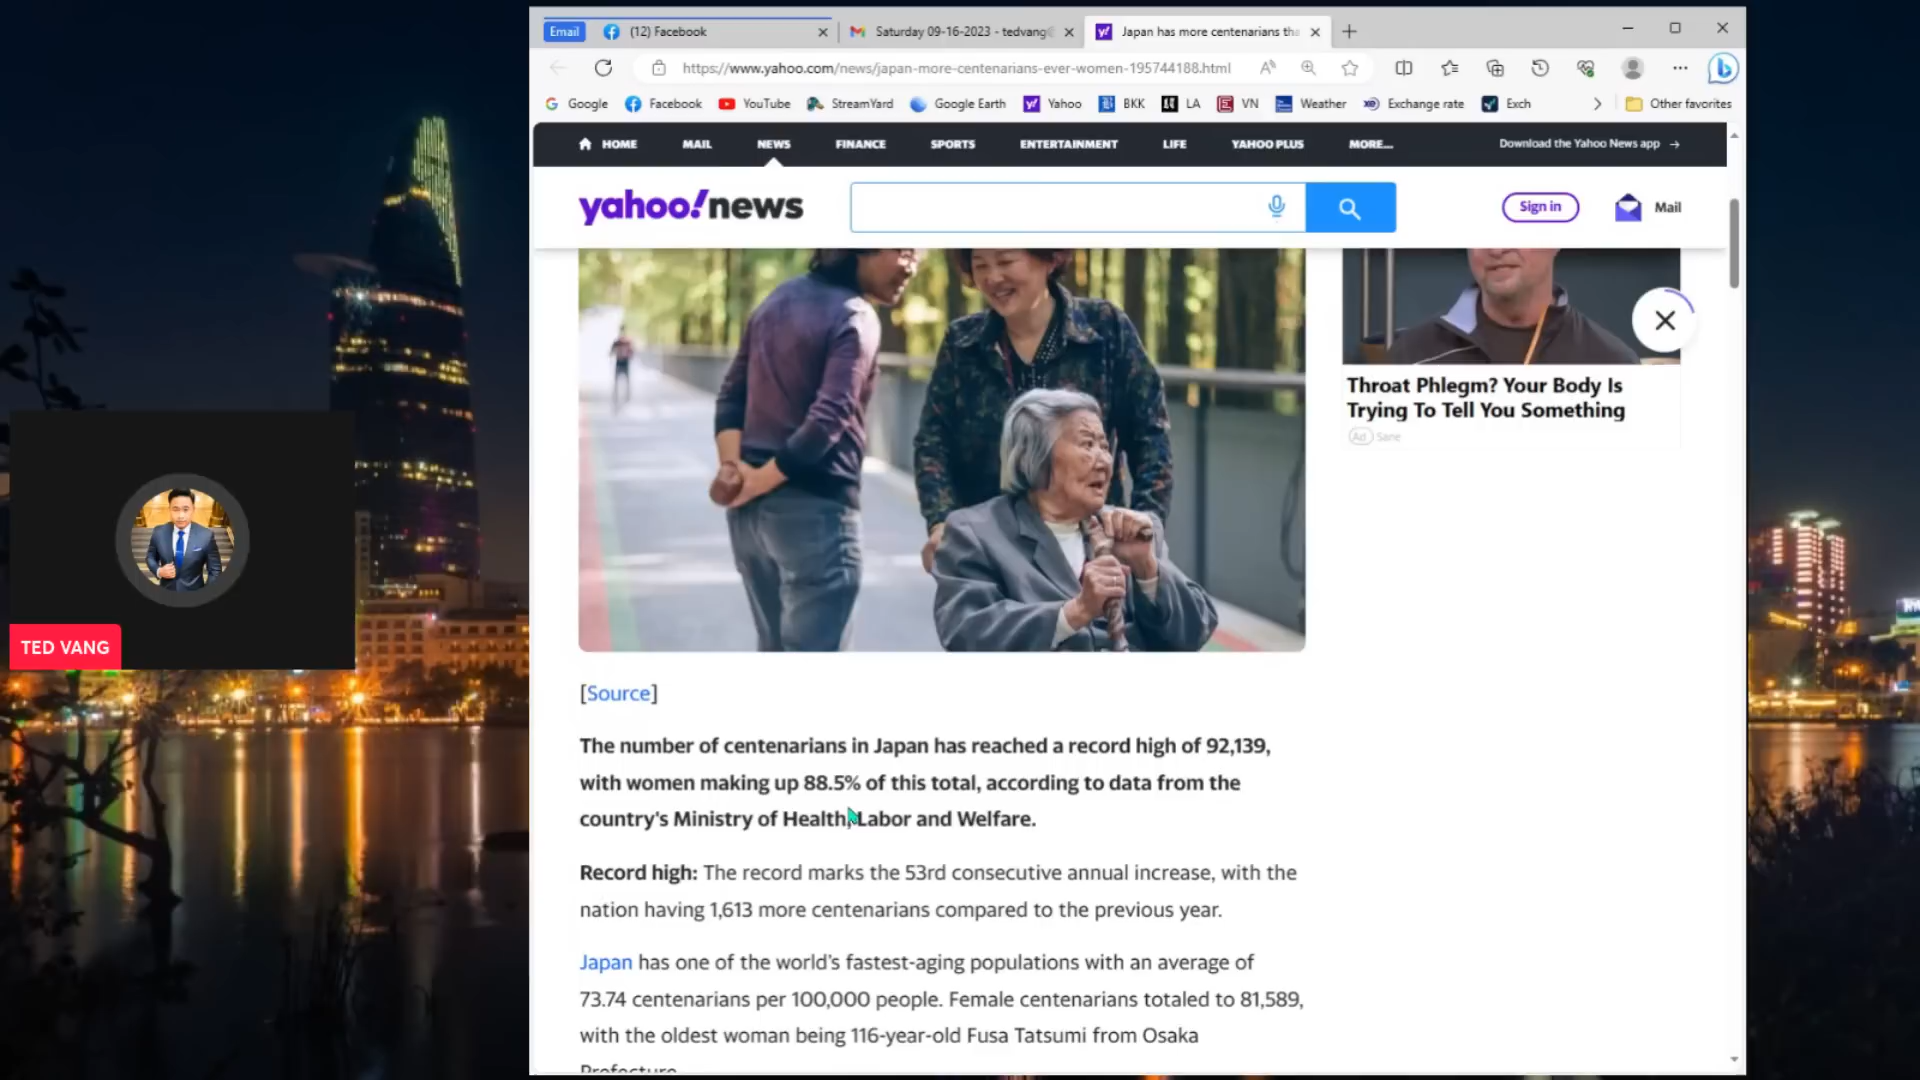 Email
(12) Facebook
Saturday 09-16-2023 - tedvang
Japan has more centenarians tha
https://www.yahoo.com/news/japan-more-centenarians-ever-women-195744188.html
Google
Facebook
YouTube
StreamYard
Google Earth
Yahoo
BKK
LA
VN
Weather
Exchange rate
Exch
Other favorites
HOME
MAIL
NEWS
FINANCE
SPORTS
ENTERTAINMENT
LIFE
YAHOO PLUS
MORE...
Download the Yahoo News app →
yahoo!news
Sign in
Mail
Throat Phlegm? Your Body Is
Trying To Tell You Something
Ad Sane
TED VANG
[Source]
The number of centenarians in Japan has reached a record high of 92,139,
with women making up 88.5% of this total, according to data from the
country's Ministry of Health, Labor and Welfare.
Record high: The record marks the 53rd consecutive annual increase, with the
nation having 1,613 more centenarians compared to the previous year.
Japan has one of the world's fastest-aging populations with an average of
73.74 centenarians per 100,000 people. Female centenarians totaled to 81,589,
with the oldest woman being 116-year-old Fusa Tatsumi from Osaka
Prefecture.